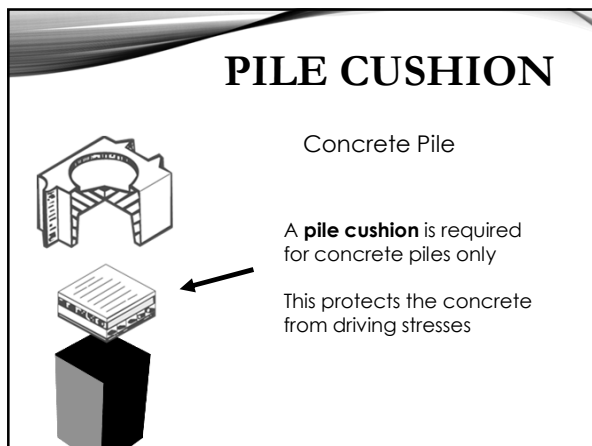 PILE CUSHION
Concrete Pile
A pile cushion is required
for concrete piles only
This protects the concrete
from driving stresses